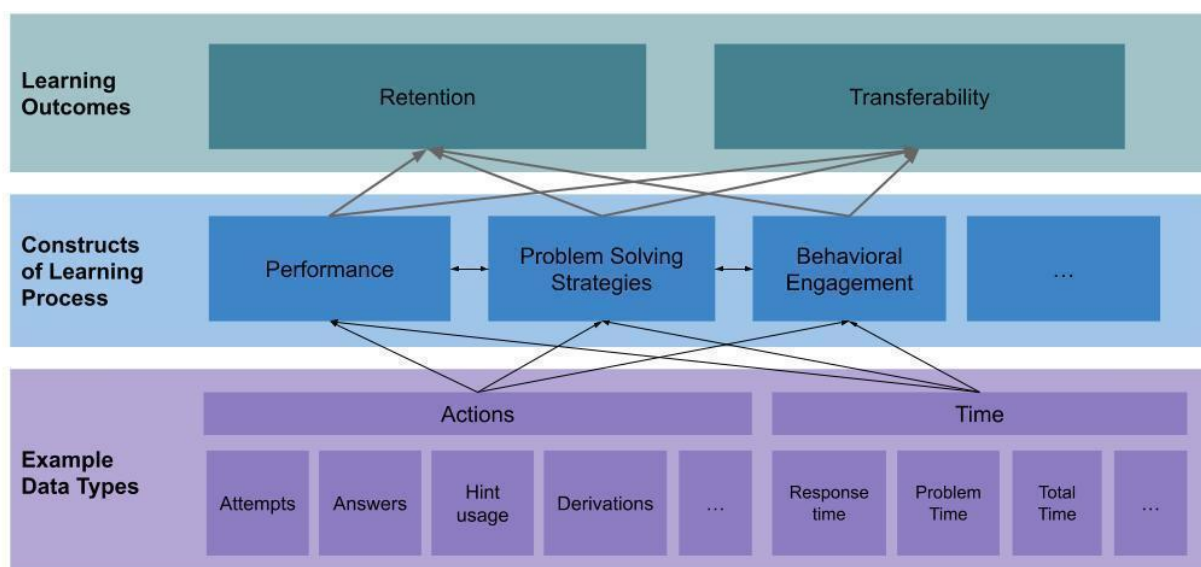 Learning
Outcomes
Retention
Transferability
Constructs
of Learning
Process
Performance
Problem Solving
Strategies
Behavioral
Engagement
...
Example
Data Types
Actions
Time
Attempts
Answers
Hint
usage
Derivations
...
Response
time
Problem
Time
Total
Time
...